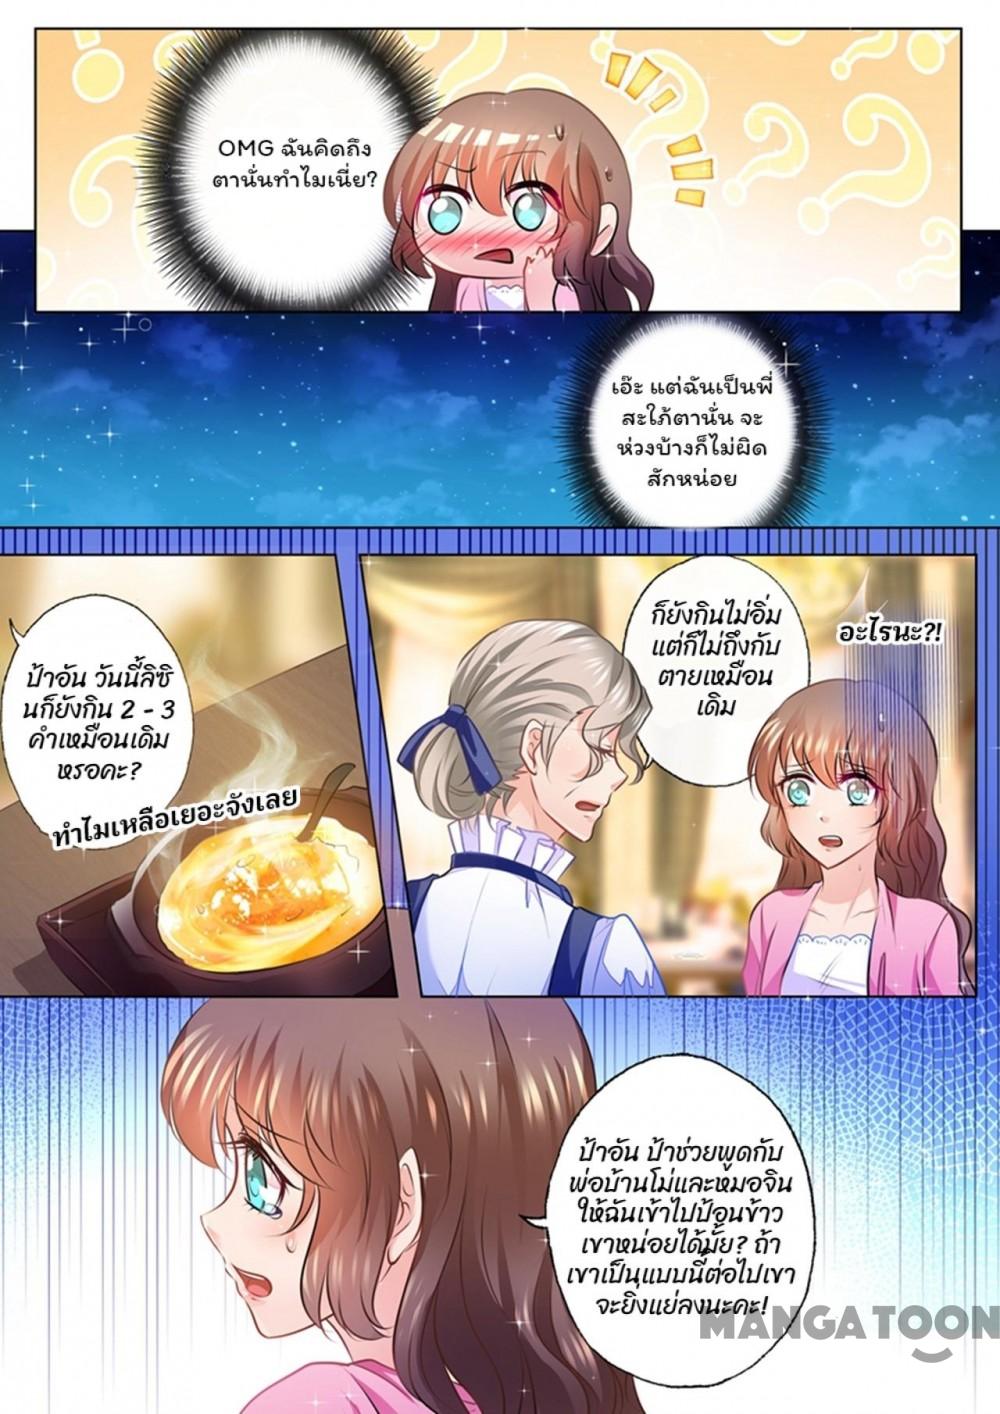 OMG ฉันคิดถึง
ตานั่นทำไมเนี่ย?
เอ๊ะ แต่ฉันเป็นพี่
สะใภ้ตานั่น จะ
ห่วงบ้างก็ไม่ผิด
สักหน่อย
ป้าอัน วันนี้ลิซิ
นก็ยังกิน 2 - 3
คำเหมือนเดิม
หรอคะ?
ทำไมเหลือเยอะจังเลย
ก็ยังกินไม่อิ่ม
แต่ก็ไม่ถึงกับ
ตายเหมือน
เดิม
อะไรนะ?!
ป้าอัน ป้าช่วยพูดกับ
พ่อบ้านโม่และหมอจิน
ให้ฉันเข้าไปป้อนข้าว
เขาหน่อยได้มั้ย? ถ้า
เขาเป็นแบบนี้ต่อไปเขา
จะยิ่งแย่ลงนะคะ!
MANGATOON